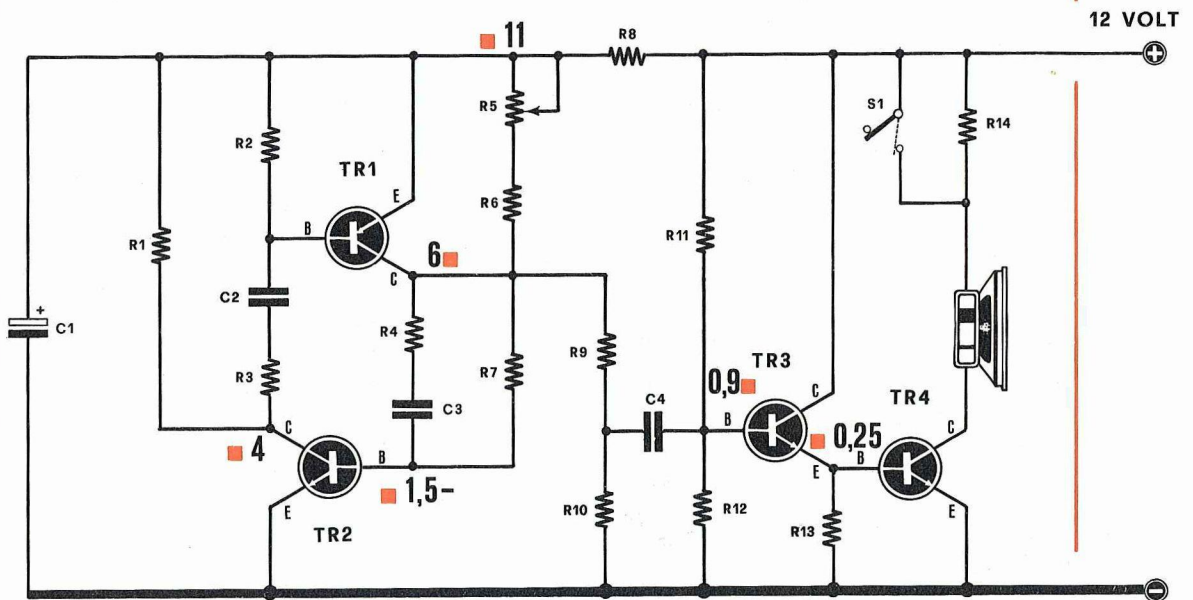 12 VOLT
11
R8
R5
S1
R14
R2
TR1
E
R6
R1
B
R11
6
C
C2
R4
C1
+
R9
R7
TR3
0,9
R3
C3
C4
C
TR4
B
0,25
C
4
C
B
E
B
1,5-
R10
R12
R13
E
E
TR2